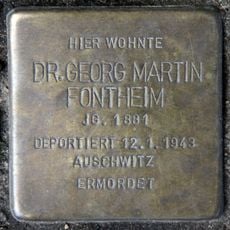 HIER WOHNTE
DR. GEORG MARTIN
FONTHEIM
JG. 1881
DEPORTIERT 12.1.1943
AUSCHWITZ
ERMORDET